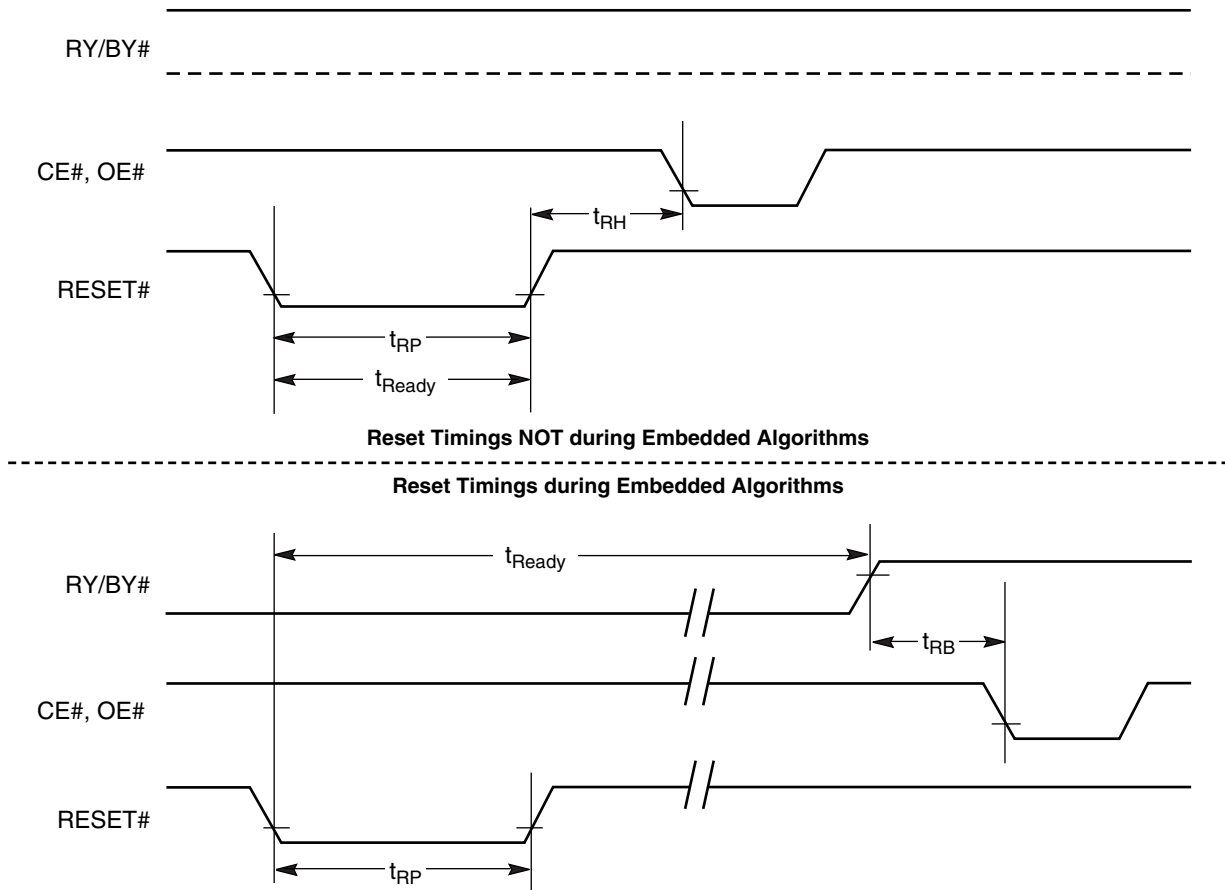 RY/BY#
CE#, OE#
tRH
RESET#
tRP
tReady
Reset Timings NOT during Embedded Algorithms
Reset Timings during Embedded Algorithms
tReady
RY/BY#
tRB
CE#, OE#
RESET#
tRP